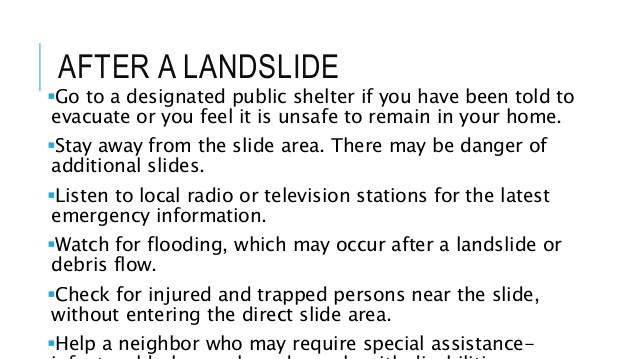 AFTER A LANDSLIDE
▪Go to a designated public shelter if you have been told to
evacuate or you feel it is unsafe to remain in your home.
▪Stay away from the slide area. There may be danger of
additional slides.
▪Listen to local radio or television stations for the latest
emergency information.
▪Watch for flooding, which may occur after a landslide or
debris flow.
▪Check for injured and trapped persons near the slide,
without entering the direct slide area.
▪Help a neighbor who may require special assistance-